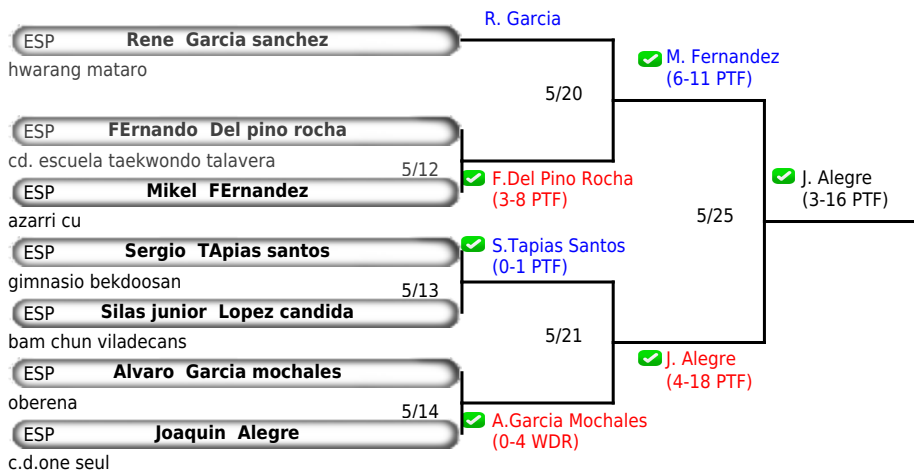 R. Garcia
ESP Rene Garcia sanchez
hwarang mataro
M. Fernandez
(6-11 PTF)
5/20
ESP FErnando Del pino rocha
cd. escuela taekwondo talavera
5/12
F.Del Pino Rocha
(3-8 PTF)
ESP Mikel FErnandez
azarri cu
J. Alegre
(3-16 PTF)
5/25
ESP Sergio TApias santos
gimnasio bekdoosan
S.Tapias Santos
(0-1 PTF)
5/13
ESP Silas junior Lopez candida
bam chun viladecans
5/21
J. Alegre
(4-18 PTF)
ESP Alvaro Garcia mochales
oberena
5/14
A.Garcia Mochales
(0-4 WDR)
ESP Joaquin Alegre
c.d.one seul